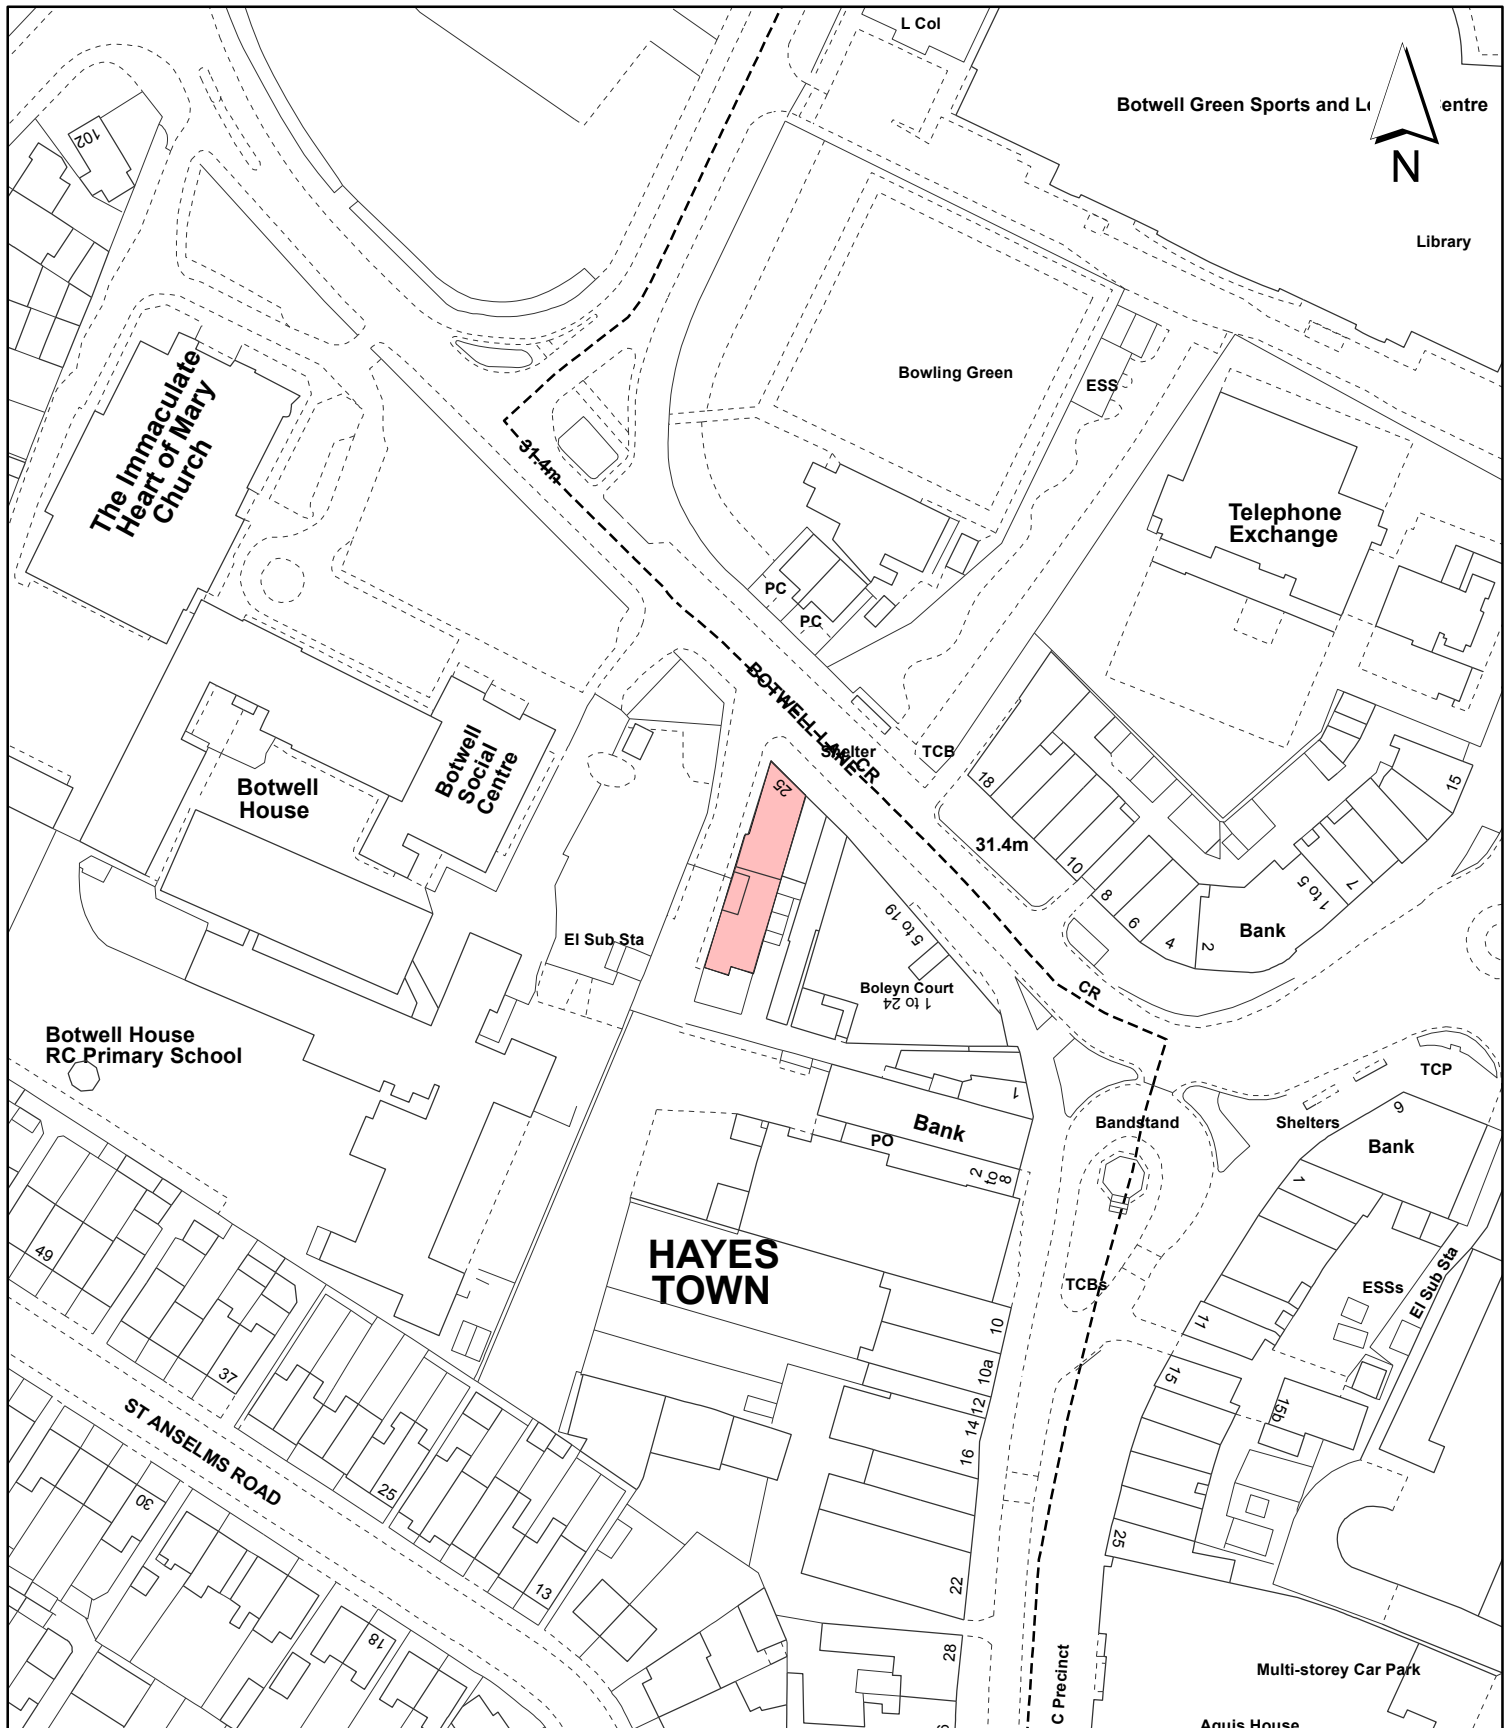 L Col
Botwell Green Sports and Le
entre
N
Library
102
The Immaculate
Heart of Mary
Church
Bowling Green
ESS
31.4m
Telephone
Exchange
PC
PC
BOTWELL LANE
Shelter
CR
TCB
Botwell
Social
Centre
Botwell
House
25
18
31.4m
10
8
6
4
2
Bank
1 to 5
7
15
El Sub Sta
5 to 19
Boleyn Court
1 to 24
CR
Botwell House
RC Primary School
TCP
1
Bank
PO
2
to
8
Bandstand
Shelters
9
Bank
1
HAYES
TOWN
TCBs
ESSs
El Sub Sta
49
37
10
10a
12
14
16
11
15
15b
ST ANSELMS ROAD
25
30
13
18
22
25
28
C Precinct
Multi-storey Car Park
Aquis House